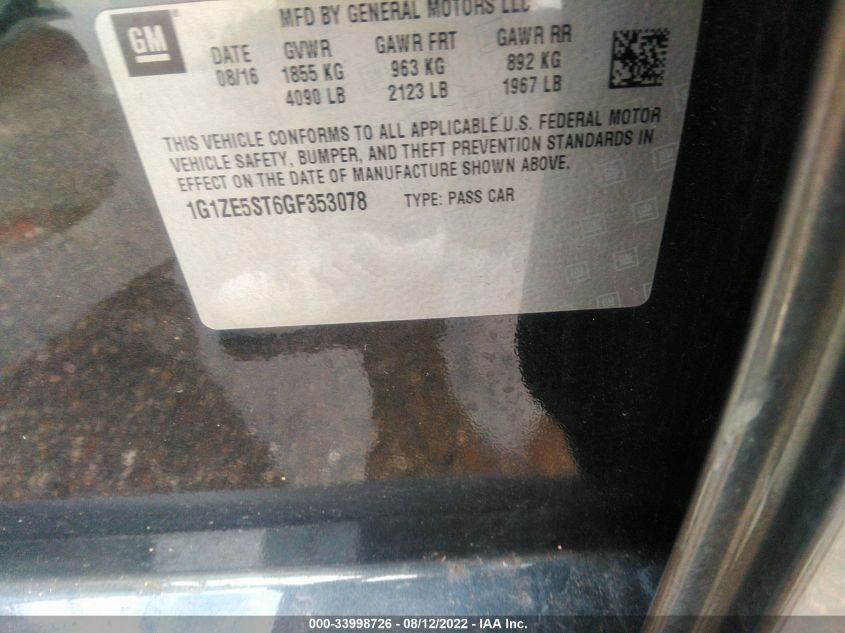 MFD BY GENERAL MOTORS LLC
GM
DATE GVWR GAWR FRT GAWR RR
08/16 1855 KG 963 KG 892 KG
4090 LB 2123 LB 1967 LB
THIS VEHICLE CONFORMS TO ALL APPLICABLE U.S. FEDERAL MOTOR
VEHICLE SAFETY, BUMPER, AND THEFT PREVENTION STANDARDS IN
EFFECT ON THE DATE OF MANUFACTURE SHOWN ABOVE.
1G1ZE5ST6GF353078 TYPE: PASS CAR
000-33998726 - 08/12/2022 - IAA Inc.